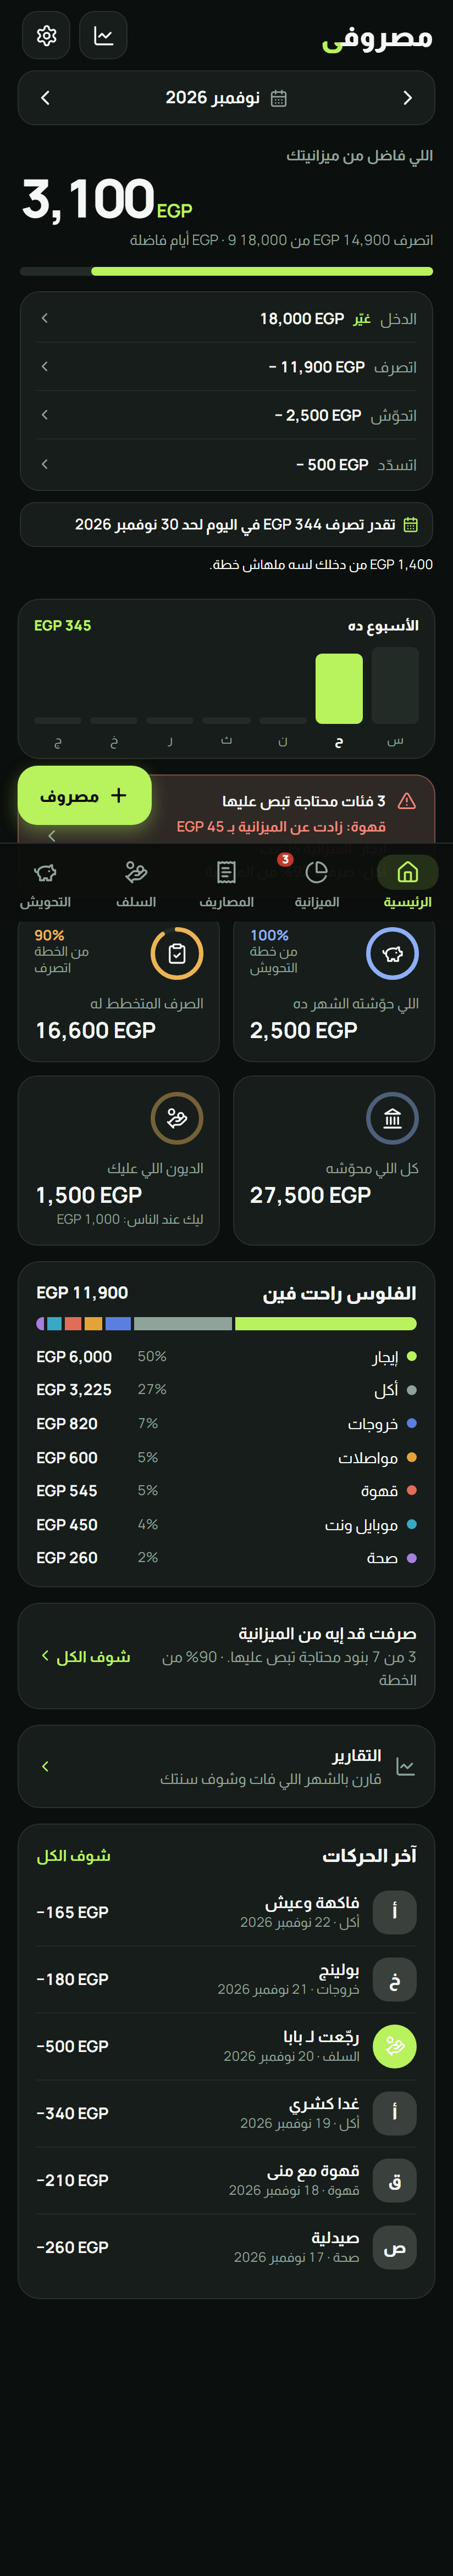 مصروفي
نوفمبر 2026
اللي فاضل من ميزانيتك
3,100 EGP
اتصرف EGP 14,900 من EGP 18,000 · 9 أيام فاضلة
الدخل غيّر 18,000 EGP
اتصرف − 11,900 EGP
اتحوّش − 2,500 EGP
اتسدّد − 500 EGP
تقدر تصرف EGP 344 في اليوم لحد 30 نوفمبر 2026
EGP 1,400 من دخلك لسه ملهاش خطة.
الأسبوع ده EGP 345
س ح ن ث ر خ ج
3 فئات محتاجة تبص عليها
قهوة: زادت عن الميزانية بـ EGP 45
+ مصروف
الرئيسية
الميزانية 3
المصاريف
السلف
التحويش
100%
من خطة
التحويش
اللي حوّشته الشهر ده
2,500 EGP
90%
من الخطة
اتصرف
الصرف المتخطط له
16,600 EGP
كل اللي محوّشه
27,500 EGP
الديون اللي عليك
1,500 EGP
ليك عند الناس: EGP 1,000
الفلوس راحت فين EGP 11,900
إيجار 50% EGP 6,000
أكل 27% EGP 3,225
خروجات 7% EGP 820
مواصلات 5% EGP 600
قهوة 5% EGP 545
موبايل ونت 4% EGP 450
صحة 2% EGP 260
صرفت قد إيه من الميزانية
3 من 7 بنود محتاجة تبص عليها. · 90% من
الخطة
شوف الكل
التقارير
قارن بالشهر اللي فات وشوف سنتك
آخر الحركات شوف الكل
أ فاكهة وعيش −165 EGP
أكل · 22 نوفمبر 2026
خ بولينج −180 EGP
خروجات · 21 نوفمبر 2026
رجّعت لـ بابا −500 EGP
السلف · 20 نوفمبر 2026
أ غدا كشري −340 EGP
أكل · 19 نوفمبر 2026
ق قهوة مع منى −210 EGP
قهوة · 18 نوفمبر 2026
ص صيدلية −260 EGP
صحة · 17 نوفمبر 2026